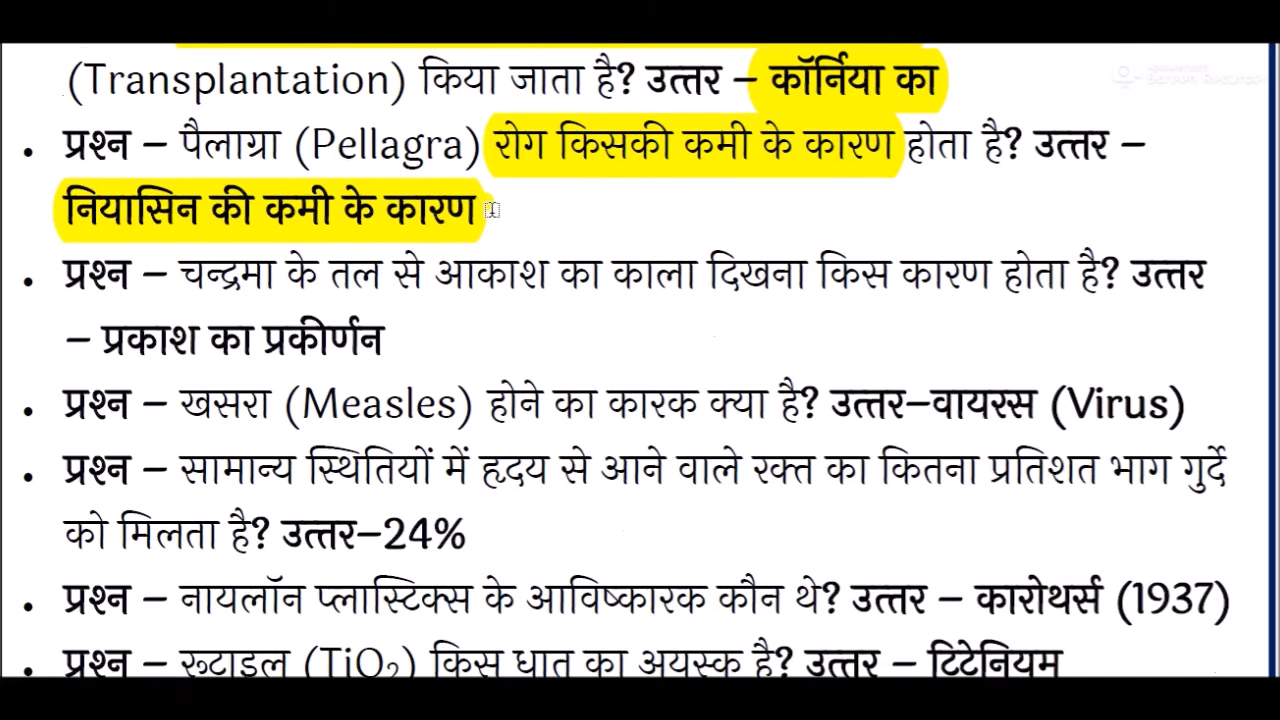 (Transplantation) किया जाता है? उत्तर – कॉर्निया का
• प्रश्न – पैलाग्रा (Pellagra) रोग किसकी कमी के कारण होता है? उत्तर –
नियासिन की कमी के कारण
• प्रश्न – चन्द्रमा के तल से आकाश का काला दिखना किस कारण होता है? उत्तर
– प्रकाश का प्रकीर्णन
• प्रश्न – खसरा (Measles) होने का कारक क्या है? उत्तर–वायरस (Virus)
• प्रश्न – सामान्य स्थितियों में हृदय से आने वाले रक्त का कितना प्रतिशत भाग गुर्दे
को मिलता है? उत्तर–24%
• प्रश्न – नायलॉन प्लास्टिक्स के आविष्कारक कौन थे? उत्तर – कारोथर्स (1937)
• प्रश्न – रूटाइल (TiO₂) किस धातु का अयस्क है? उत्तर – टिटेनियम